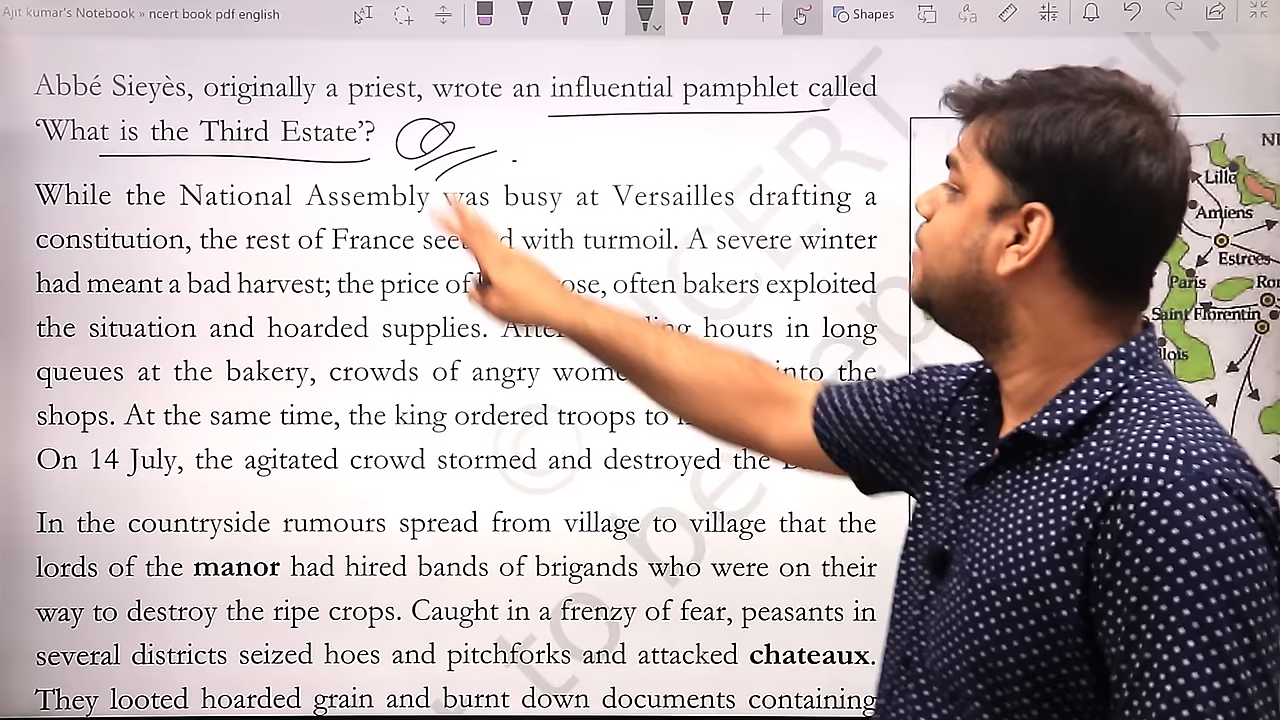 Ajit kumar's Notebook » ncert book pdf english
Shapes
Abbé Sieyès, originally a priest, wrote an influential pamphlet called
‘What is the Third Estate’?
While the National Assembly was busy at Versailles drafting a
constitution, the rest of France with turmoil. A severe winter
had meant a bad harvest; the price of rose, often bakers exploited
the situation and hoarded supplies. After hours in long
queues at the bakery, crowds of angry into the
shops. At the same time, the king ordered troops to
On 14 July, the agitated crowd stormed and destroyed the
In the countryside rumours spread from village to village that the
lords of the manor had hired bands of brigands who were on their
way to destroy the ripe crops. Caught in a frenzy of fear, peasants in
several districts seized hoes and pitchforks and attacked chateaux.
They looted hoarded grain and burnt down documents containing
© NCERT
to be
Lille
Amiens
Estrées
Paris
Saint Florentin